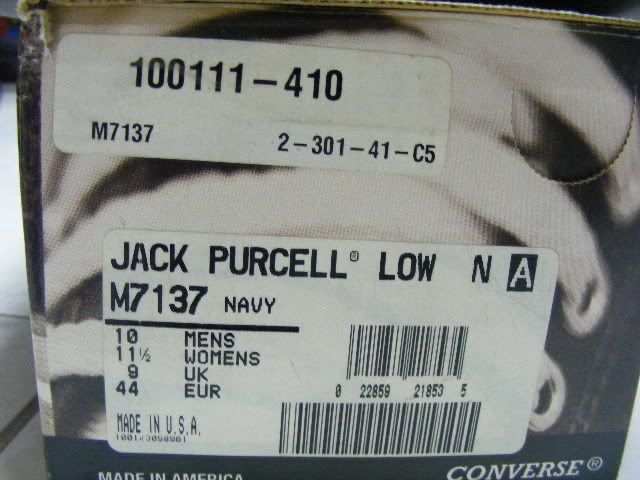 100111-410
M7137 2-301-41-C5
JACK PURCELL® LOW N A
M7137 NAVY
10 MENS
11½ WOMENS
9 UK
44 EUR
0 22859 21853 5
MADE IN U.S.A.
MADE IN AMERICA
CONVERSE®